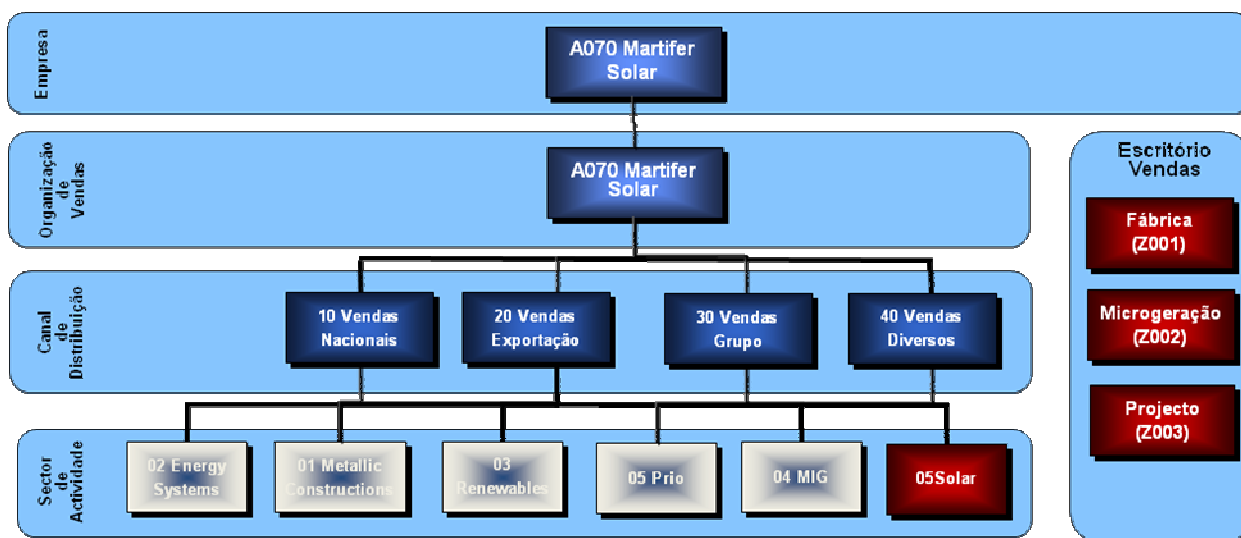 Empresa
A070 Martifer
Solar
Organização
de
Vendas
A070 Martifer
Solar
Escritório
Vendas
Fábrica
(Z001)
Microgeração
(Z002)
Projecto
(Z003)
Canal
de
Distribuição
10 Vendas
Nacionais
20 Vendas
Exportação
30 Vendas
Grupo
40 Vendas
Diversos
Sector
de
Actividade
02 Energy
Systems
01 Metallic
Constructions
03
Renewables
05 Prio
04 MIG
05Solar